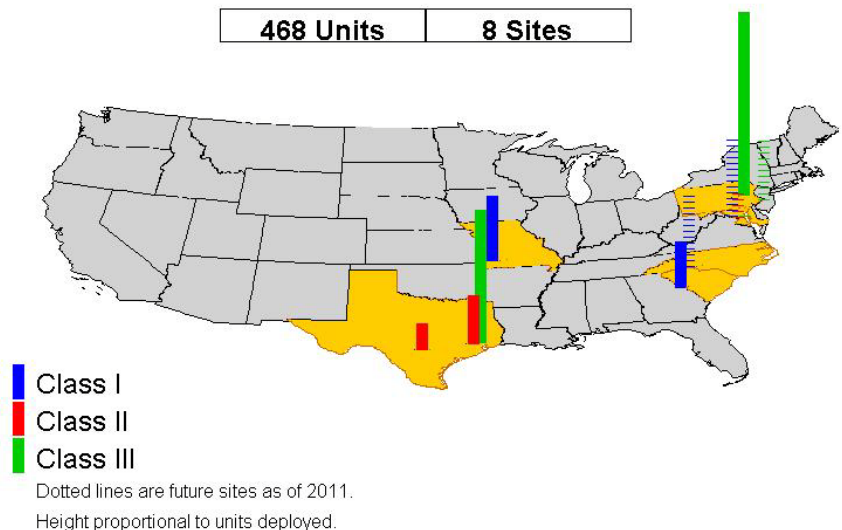 468 Units 8 Sites
Class I
Class II
Class III
Dotted lines are future sites as of 2011.
Height proportional to units deployed.